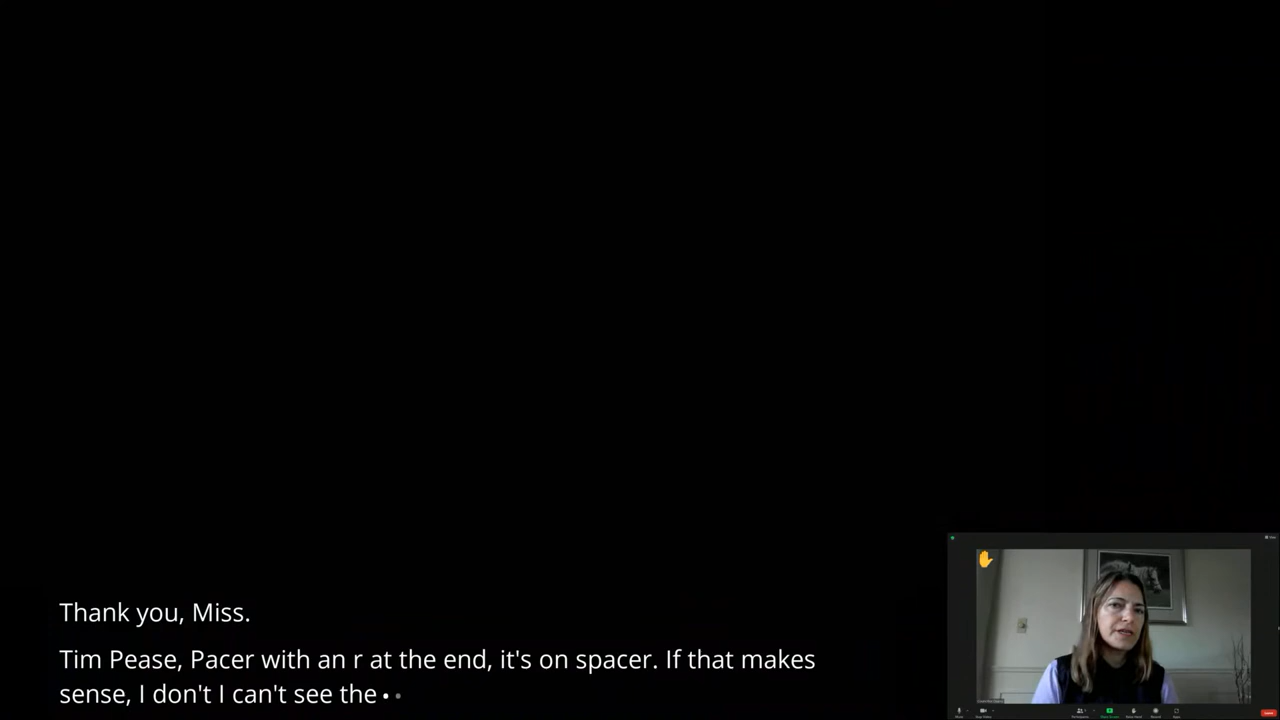 Thank you, Miss.
Tim Pease, Pacer with an r at the end, it's on spacer. If that makes
sense, I don't I can't see the